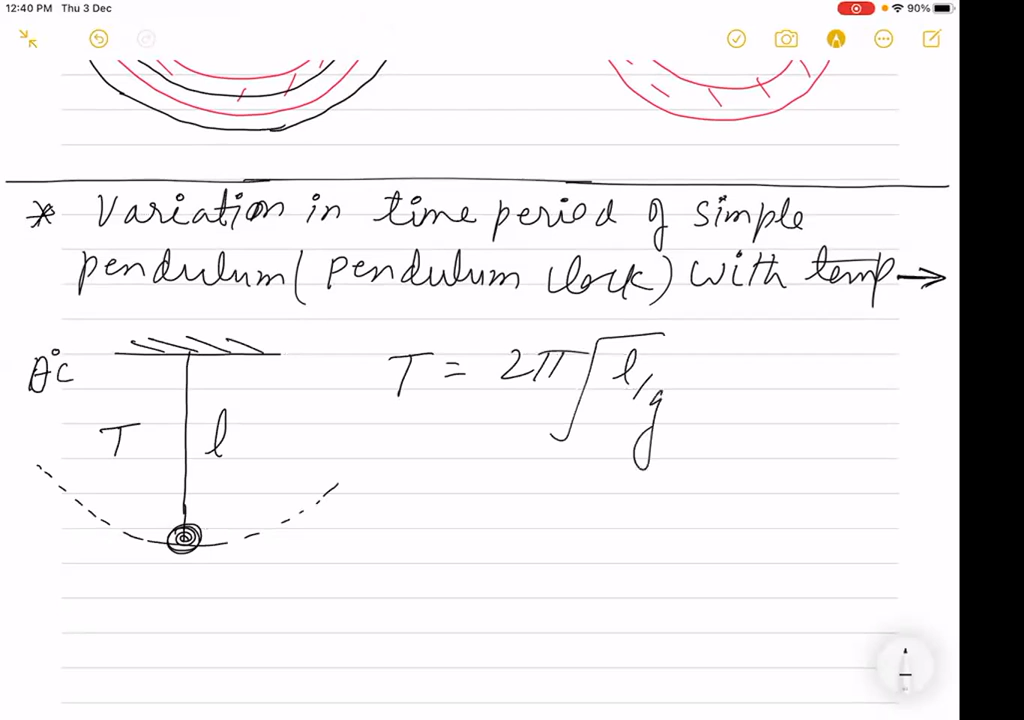 12:40 PM Thu 3 Dec 90%
* Variation in time period of simple
pendulum (pendulum clock) with temp →
θ°C
T = 2π√l/g
T l